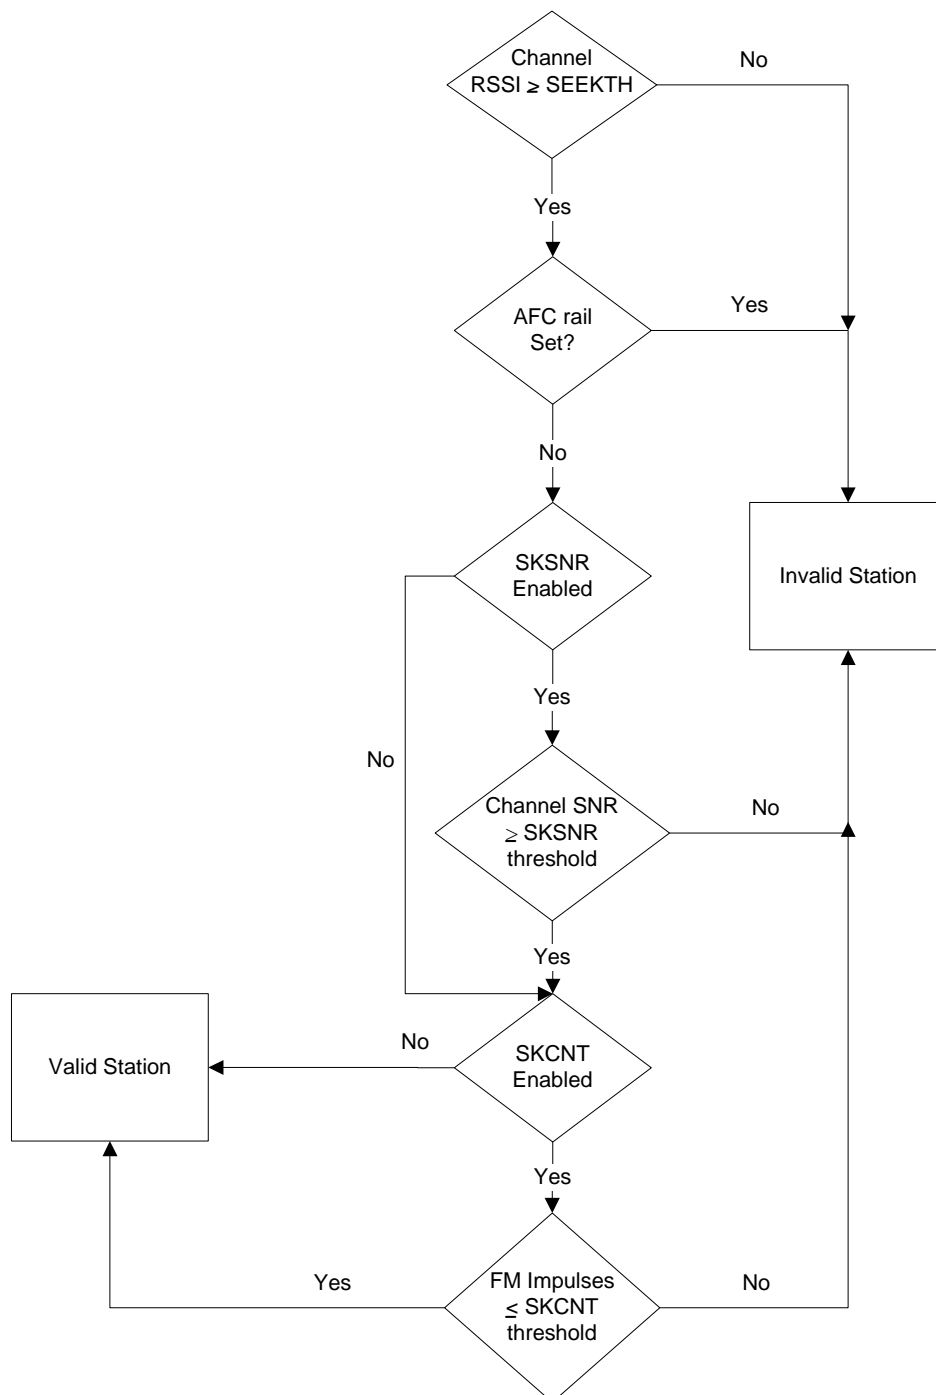 Channel
RSSI ≥ SEEKTH
No
Yes
AFC rail
Set?
Yes
No
SKSNR
Enabled
Invalid Station
Yes
No
Channel SNR
≥ SKSNR
threshold
No
Yes
Valid Station
No
SKCNT
Enabled
Yes
Yes
FM Impulses
≤ SKCNT
threshold
No